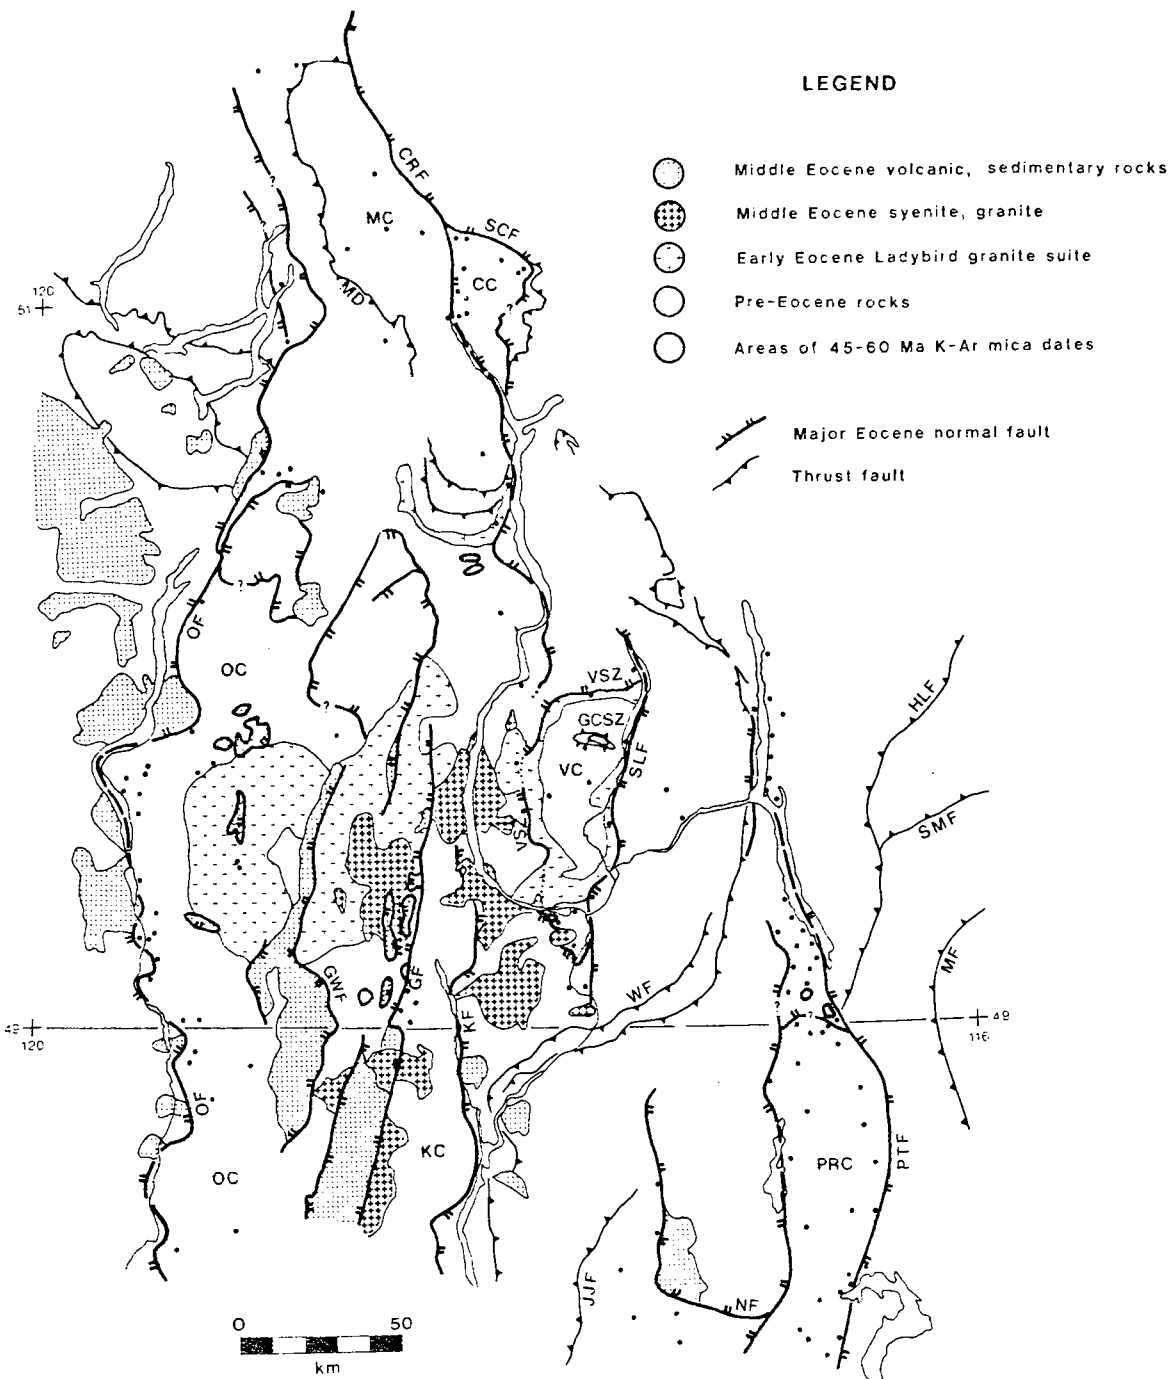 LEGEND
Middle Eocene volcanic, sedimentary rocks
Middle Eocene syenite, granite
Early Eocene Ladybird granite suite
Pre-Eocene rocks
Areas of 45-60 Ma K-Ar mica dates
Major Eocene normal fault
Thrust fault
CRF
MC
SCF
CC
MD
120
51
?
?
?
OF
?
OC
VSZ
?
GCSZ
HLF
VC
SLF
?
SMF
VSZ
MF
GWF
GF
WF
KF
?
?
49
120
49
116
OF
KC
PRC
PTF
OC
JJF
NF
0 50
km